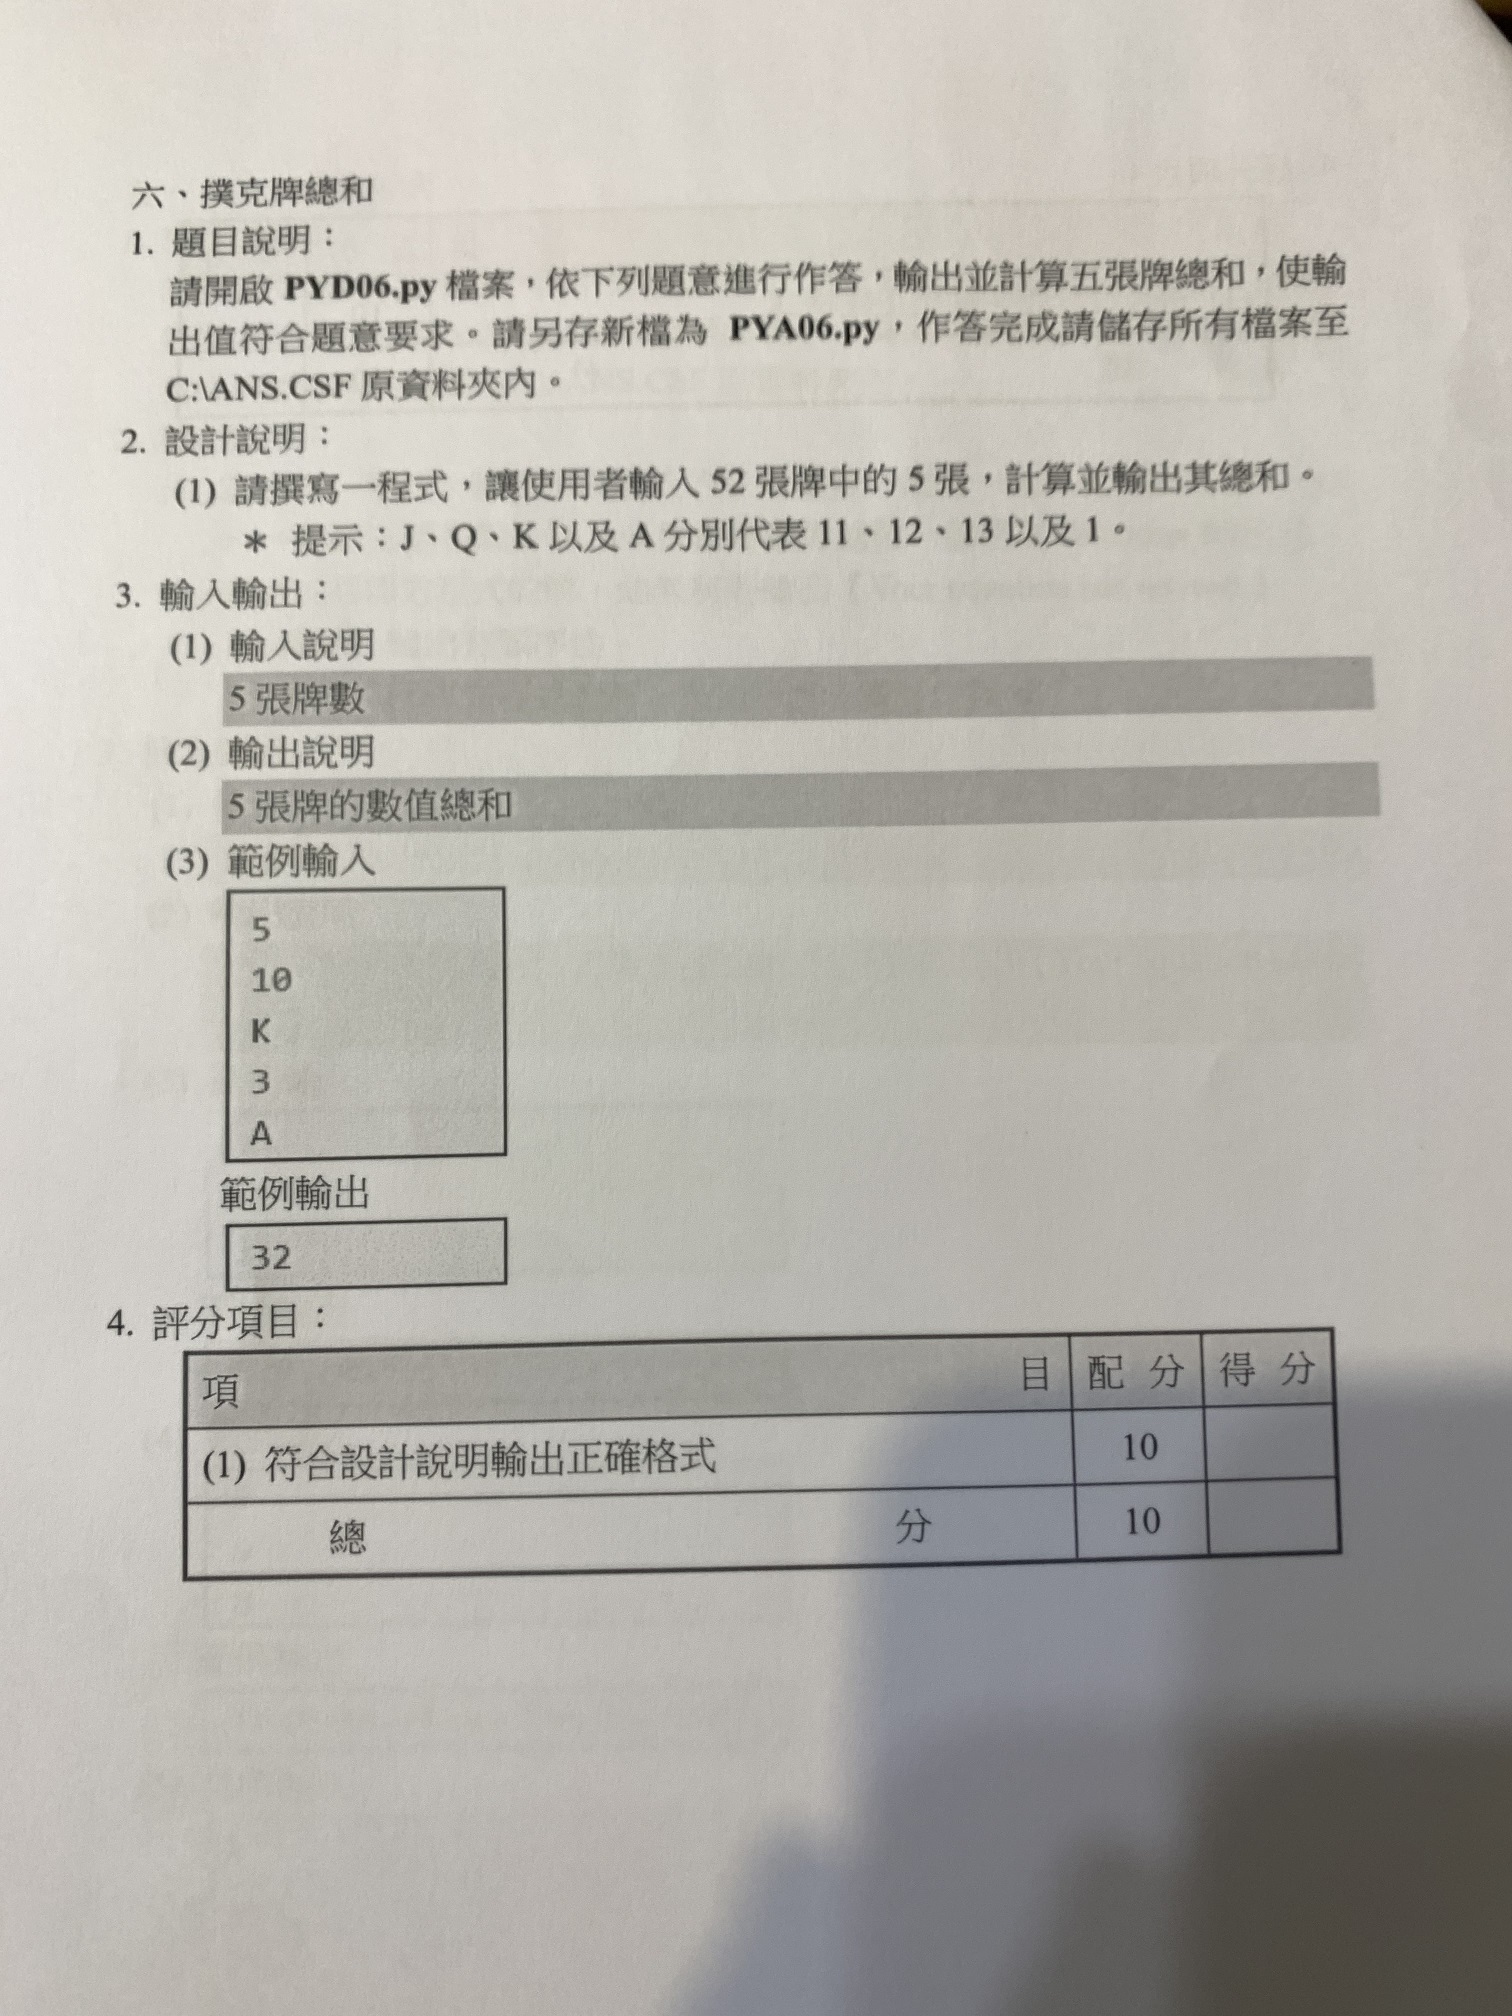 六、撲克牌總和
1. 題目說明：
請開啟 PYD06.py 檔案，依下列題意進行作答，輸出並計算五張牌總和，使輸
出值符合題意要求。請另存新檔為 PYA06.py，作答完成請儲存所有檔案至
C:\ANS.CSF 原資料夾內。
2. 設計說明：
(1) 請撰寫一程式，讓使用者輸入 52 張牌中的 5 張，計算並輸出其總和。
＊ 提示：J、Q、K 以及 A 分別代表 11、12、13 以及 1。
3. 輸入輸出：
(1) 輸入說明
5 張牌數
(2) 輸出說明
5 張牌的數值總和
(3) 範例輸入
5
10
K
3
A
範例輸出
32
4. 評分項目：
項 目 配 分 得 分
(1) 符合設計說明輸出正確格式 10
總 分 10